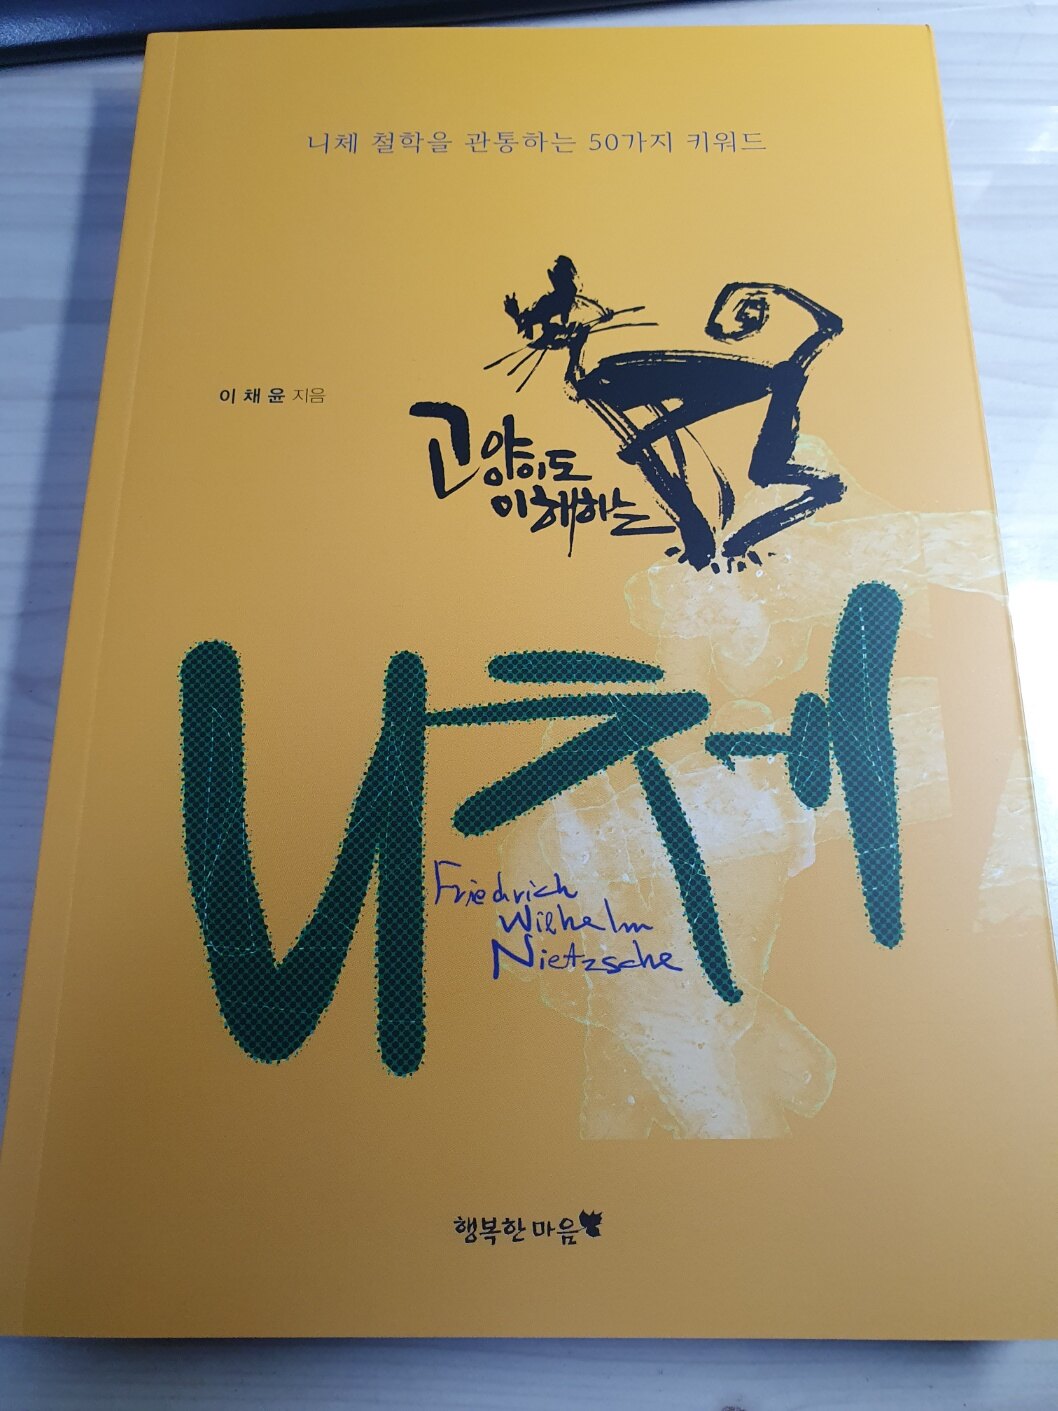 니체 철학을 관통하는 50가지 키워드
이채윤 지음
고양이도
이해하는
니체
Friedrich
Wilhelm
Nietzsche
행복한 마음